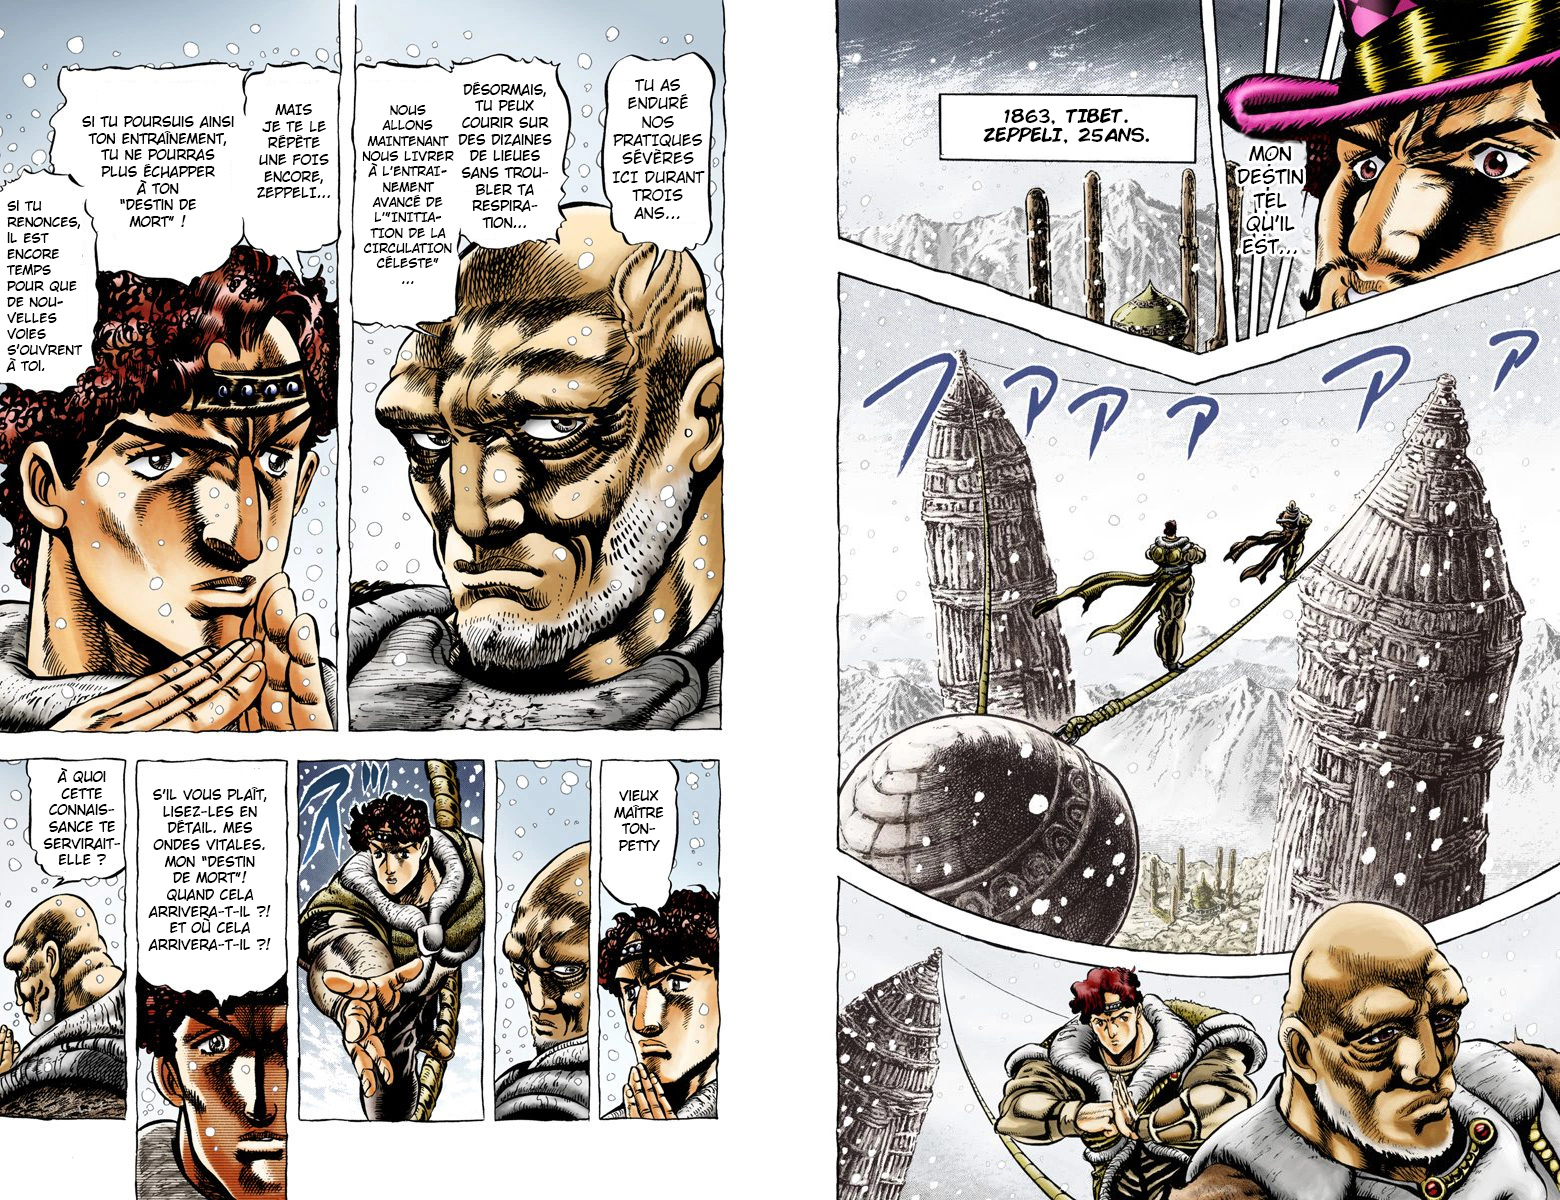 MON
DESTIN
TEL
QU'IL
EST...
1863, TIBET.
ZEPPELI, 25ANS.
TU AS
ENDURÉ
NOS
PRATIQUES
SÉVÈRES
ICI DURANT
TROIS
ANS...
DÉSORMAIS,
TU PEUX
COURIR SUR
DES DIZAINES
DE LIEUES
SANS TROU-
BLER TA
RESPIRA-
TION...
NOUS
ALLONS
MAINTENANT
NOUS LIVRER
À L'ENTRAI-
NEMENT
AVANCÉ DE
L'"INITIA-
TION DE LA
CIRCULATION
CÉLESTE"
...
MAIS
JE TE LE
RÉPÈTE
UNE FOIS
ENCORE,
ZEPPELI...
SI TU POURSUIS AINSI
TON ENTRAÎNEMENT,
TU NE POURRAS
PLUS ÉCHAPPER
À TON
"DESTIN DE
MORT" !
SI TU
RENONCES,
IL EST
ENCORE
TEMPS
POUR QUE
DE NOU-
VELLES
VOIES
S'OUVRENT
À TOI.
VIEUX
MAÎTRE
TON-
PETTY
S'IL VOUS PLAÎT,
LISEZ-LES EN
DÉTAIL. MES
ONDES VITALES.
MON "DESTIN
DE MORT"!
QUAND CELA
ARRIVERA-T-IL ?!
ET OÙ CELA
ARRIVERA-T-IL ?!
À QUOI
CETTE
CONNAIS-
SANCE TE
SERVIRAIT-
ELLE ?